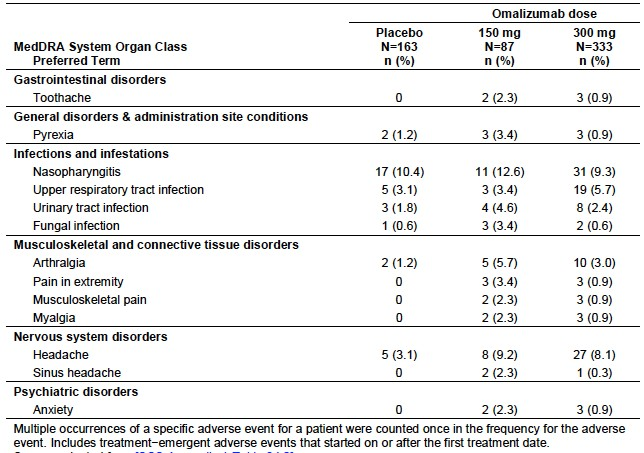 Omalizumab dose
Placebo 150 mg 300 mg
MedDRA System Organ Class N=163 N=87 N=333
Preferred Term n (%) n (%) n (%)
Gastrointestinal disorders
Toothache 0 2 (2.3) 3 (0.9)
General disorders & administration site conditions
Pyrexia 2 (1.2) 3 (3.4) 3 (0.9)
Infections and infestations
Nasopharyngitis 17 (10.4) 11 (12.6) 31 (9.3)
Upper respiratory tract infection 5 (3.1) 3 (3.4) 19 (5.7)
Urinary tract infection 3 (1.8) 4 (4.6) 8 (2.4)
Fungal infection 1 (0.6) 3 (3.4) 2 (0.6)
Musculoskeletal and connective tissue disorders
Arthralgia 2 (1.2) 5 (5.7) 10 (3.0)
Pain in extremity 0 3 (3.4) 3 (0.9)
Musculoskeletal pain 0 2 (2.3) 3 (0.9)
Myalgia 0 2 (2.3) 3 (0.9)
Nervous system disorders
Headache 5 (3.1) 8 (9.2) 27 (8.1)
Sinus headache 0 2 (2.3) 1 (0.3)
Psychiatric disorders
Anxiety 0 2 (2.3) 3 (0.9)
Multiple occurrences of a specific adverse event for a patient were counted once in the frequency for the adverse
event. Includes treatment−emergent adverse events that started on or after the first treatment date.